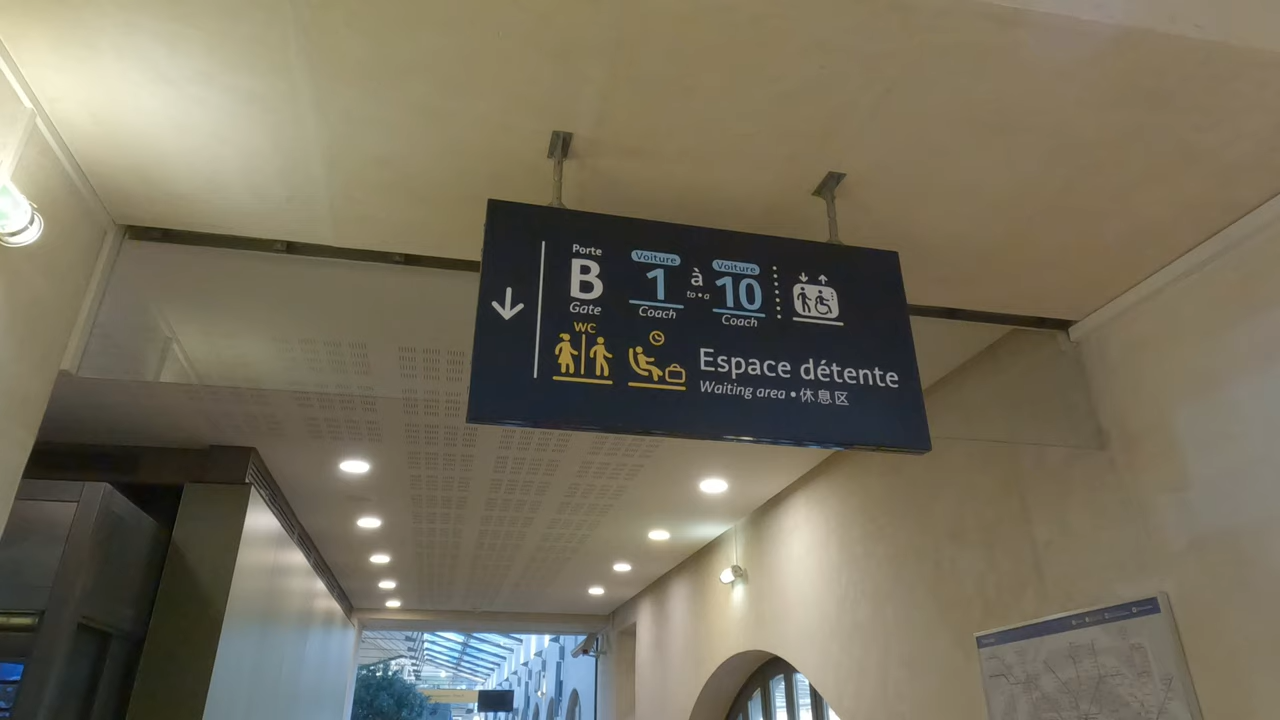 Porte
B
Gate
Voiture
1
Coach
à
to • a
Voiture
10
Coach
WC
Espace détente
Waiting area • 休息区